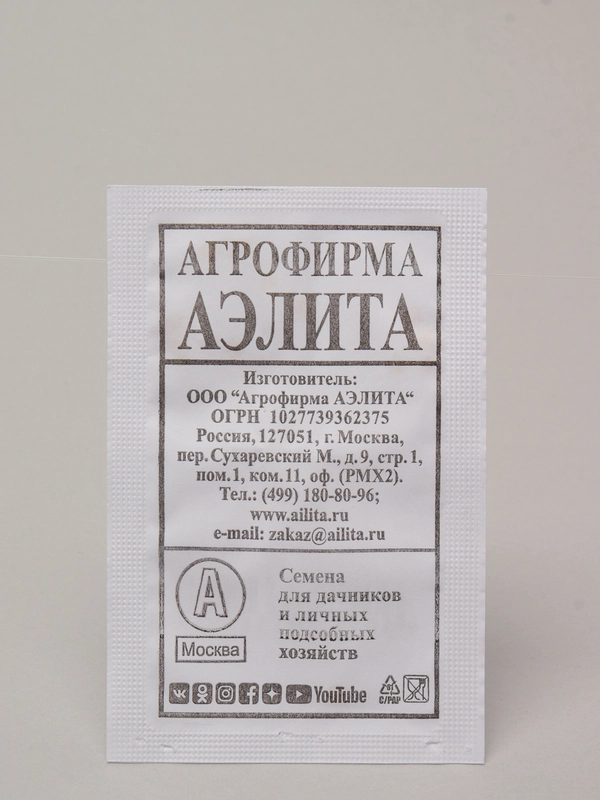 АГРОФИРМА
АЭЛИТА
Изготовитель:
ООО “Агрофирма АЭЛИТА“
ОГРН 1027739362375
Россия, 127051, г. Москва,
пер. Сухаревский М., д. 9, стр. 1,
пом. 1, ком. 11, оф. (РМХ2).
Тел.: (499) 180-80-96;
www.ailita.ru
e-mail: zakaz@ailita.ru
А
Москва
Семена
для дачников
и личных
подсобных
хозяйств
YouTube
C/PAP